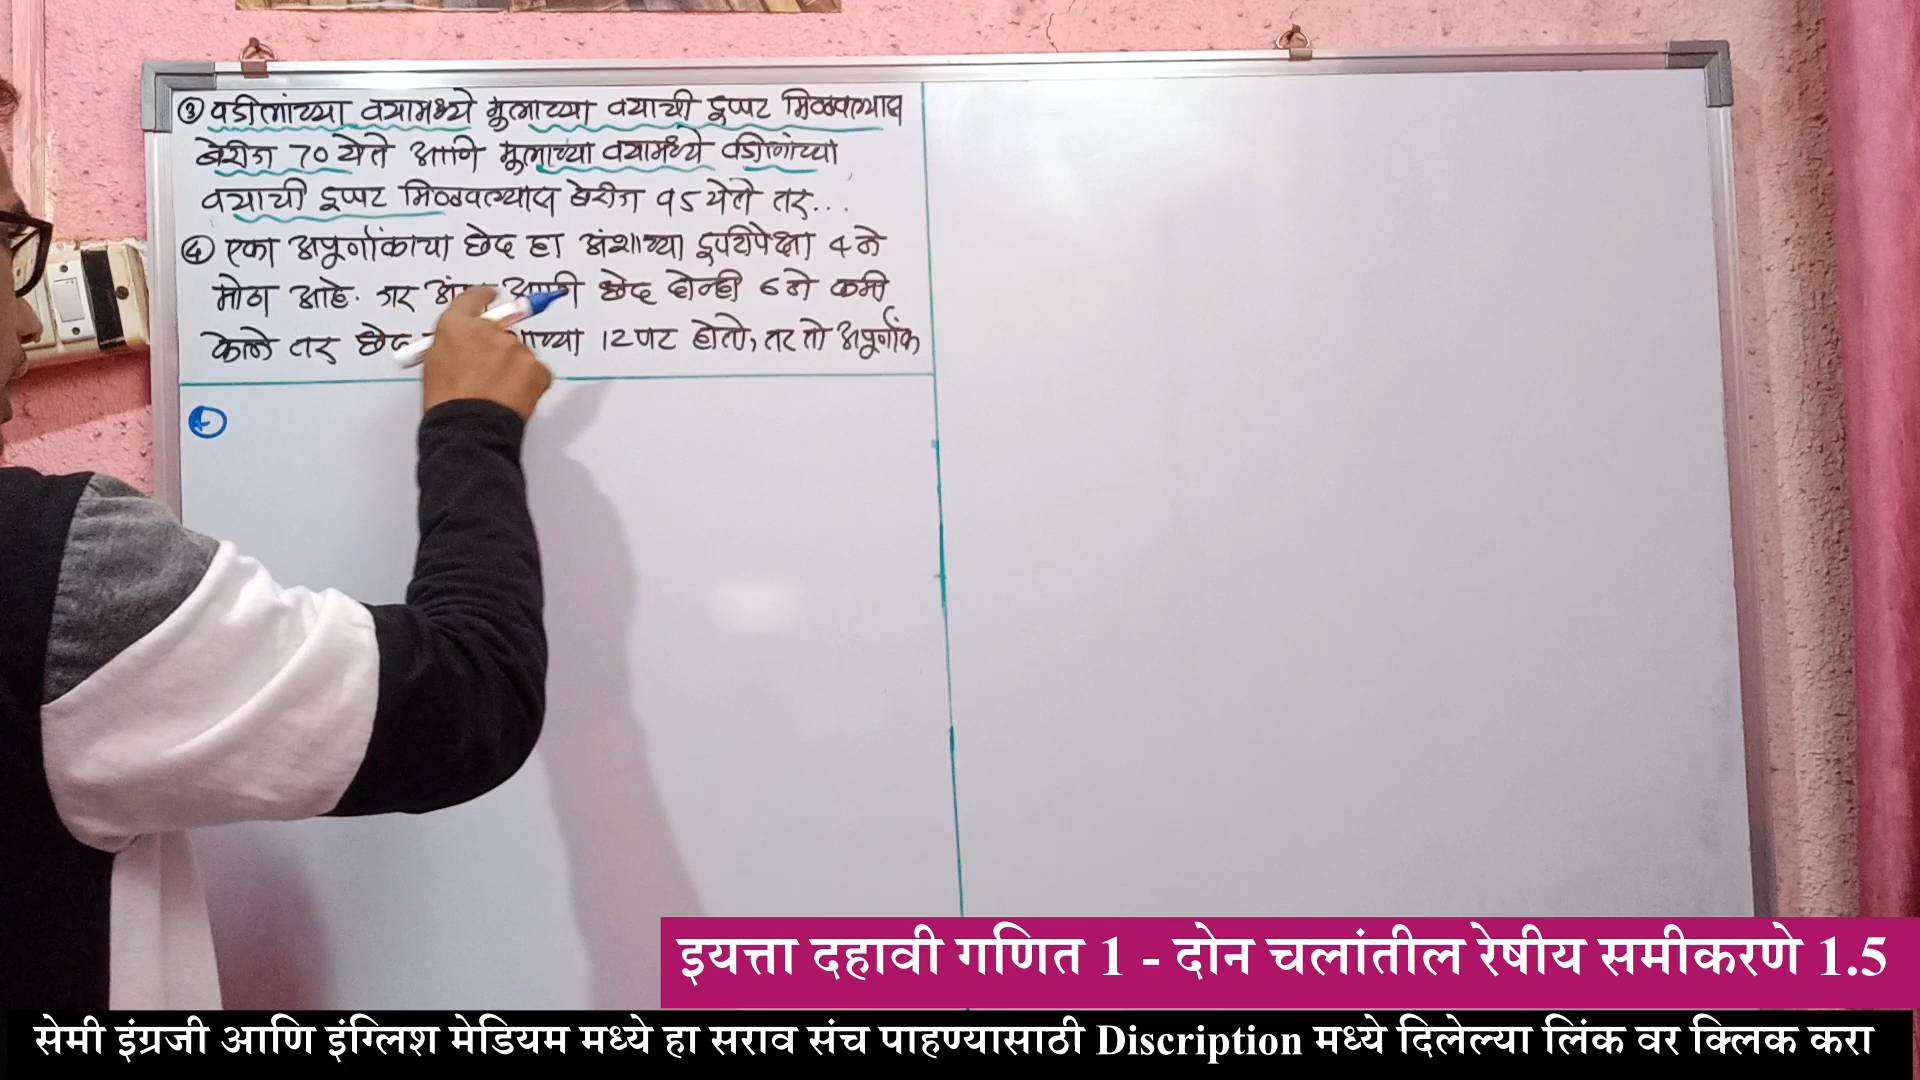 ③ वडीलांच्या वयामध्ये मुलाच्या वयाची दुप्पट मिळवल्यास
बेरीज 70 येते आणि मुलाच्या वयामध्ये वडीलांच्या
वयाची दुप्पट मिळवल्यास बेरीज 95 येते तर...
④ एका अपूर्णांकाचा छेद हा अंशाच्या दुपटीपेक्षा 4 ने
मोठा आहे. जर आणी छेद दोन्ही 6 ने कमी
केले तर छेद 12 पट होतो, तर तो अपूर्णांक
इयत्ता दहावी गणित 1 - दोन चलांतील रेषीय समीकरणे 1.5
सेमी इंग्रजी आणि इंग्लिश मेडियम मध्ये हा सराव संच पाहण्यासाठी Discription मध्ये दिलेल्या लिंक वर क्लिक करा